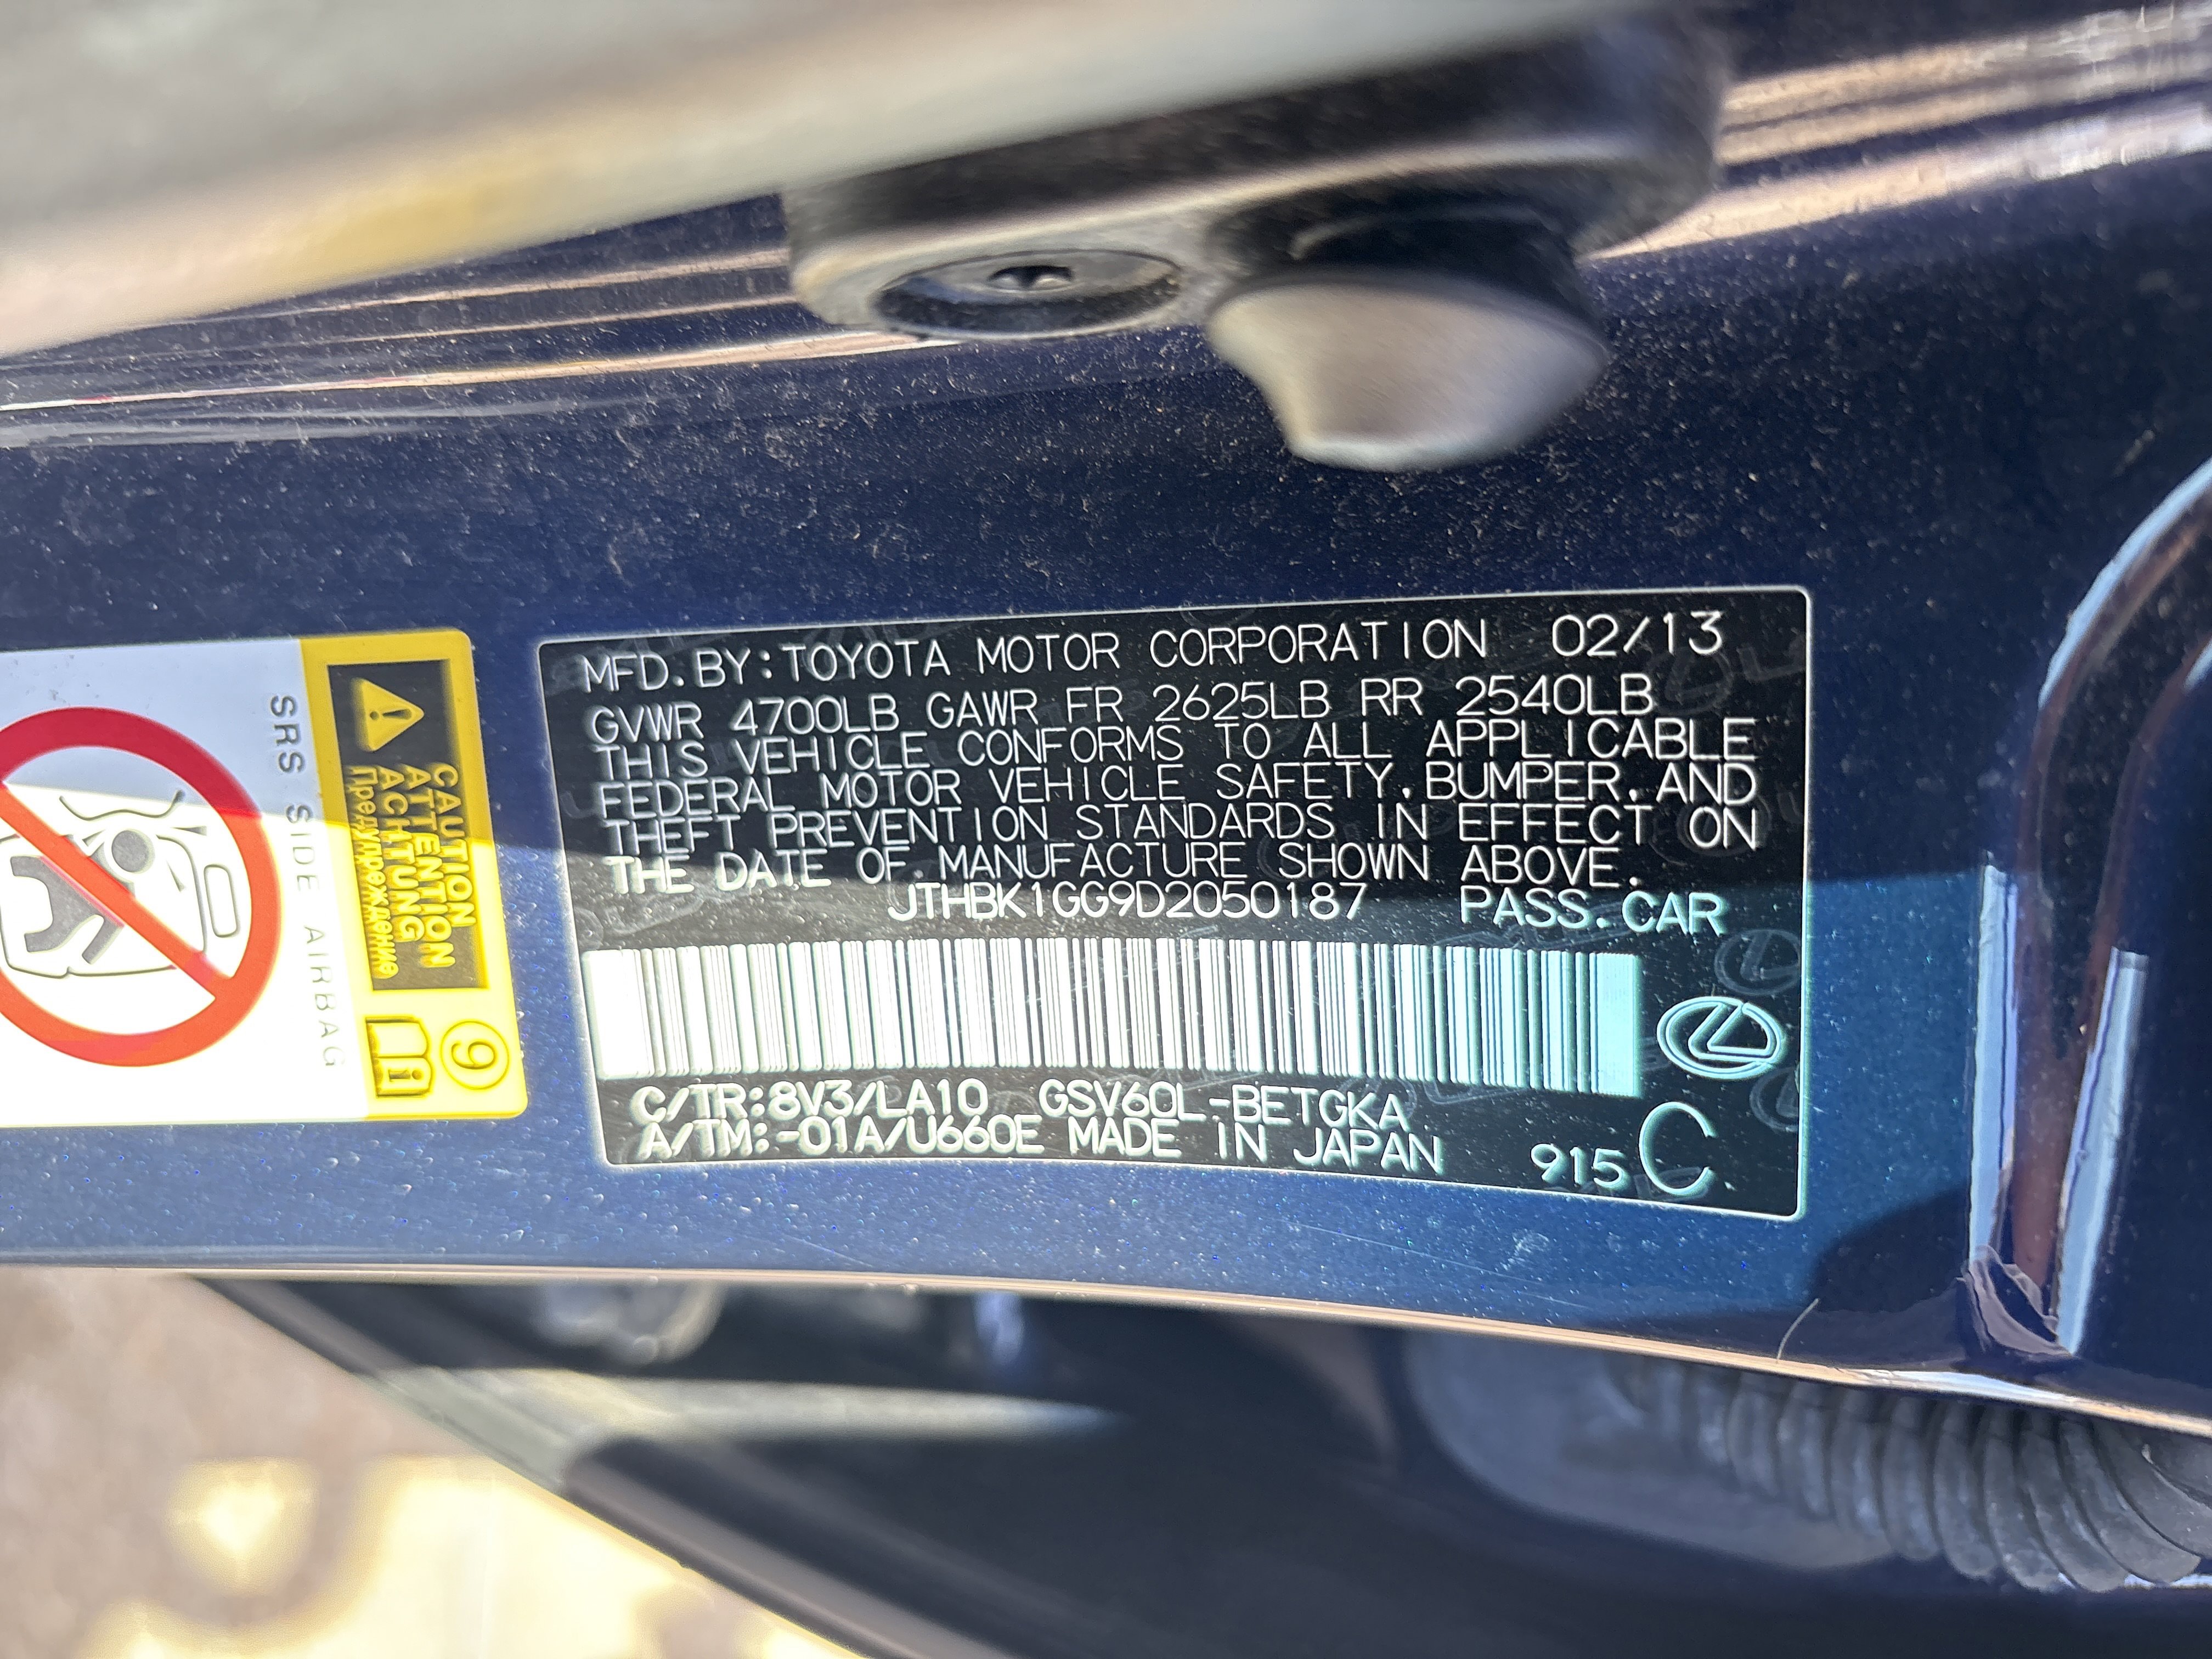 MFD. BY:TOYOTA MOTOR CORPORATION 02/13
GVWR 4700LB GAWR FR 2625LB RR 2540LB
THIS VEHICLE CONFORMS TO ALL APPLICABLE
FEDERAL MOTOR VEHICLE SAFETY, BUMPER, AND
THEFT PREVENTION STANDARDS IN EFFECT ON
THE DATE OF MANUFACTURE SHOWN ABOVE.
JTHBK1GG9D2050187 PASS. CAR
C/TR:8V3/LA10 GSV60L-BETGKA
A/TM:-01A/U660E MADE IN JAPAN 915 C
CAUTION
ATTENTION
ACHTUNG
Предупреждение
9
i
SRS SIDE AIRBAG